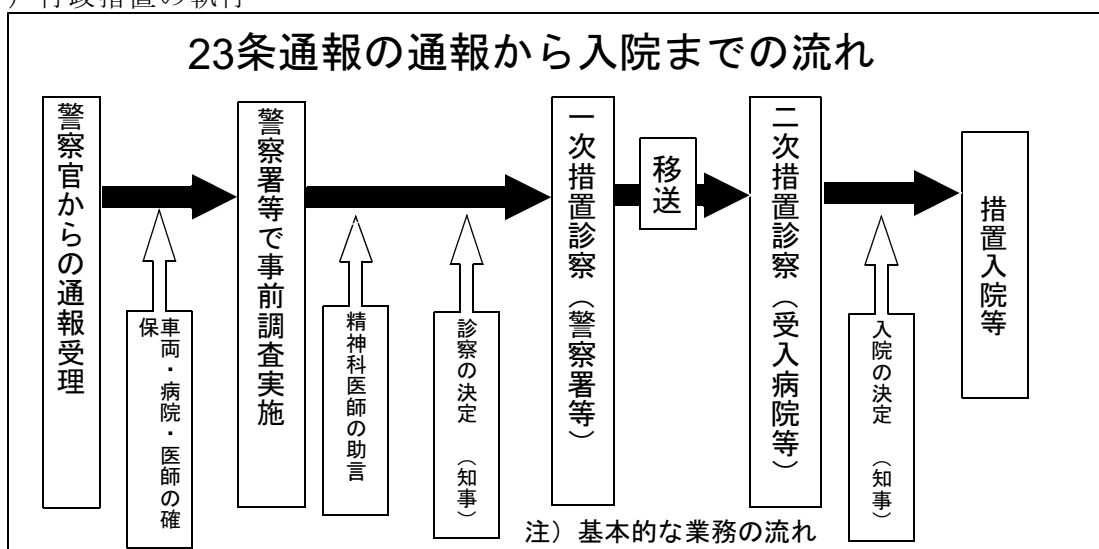 23条通報の通報から入院までの流れ
警察官からの通報受理
車両・病院・医師の確
保
警察署等で事前調査実施
精神科医師の助言
診察の決定　（知事）
一次措置診察（警察署等）
移送
二次措置診察（受入病院等）
入院の決定　（知事）
措置入院等
注）基本的な業務の流れ